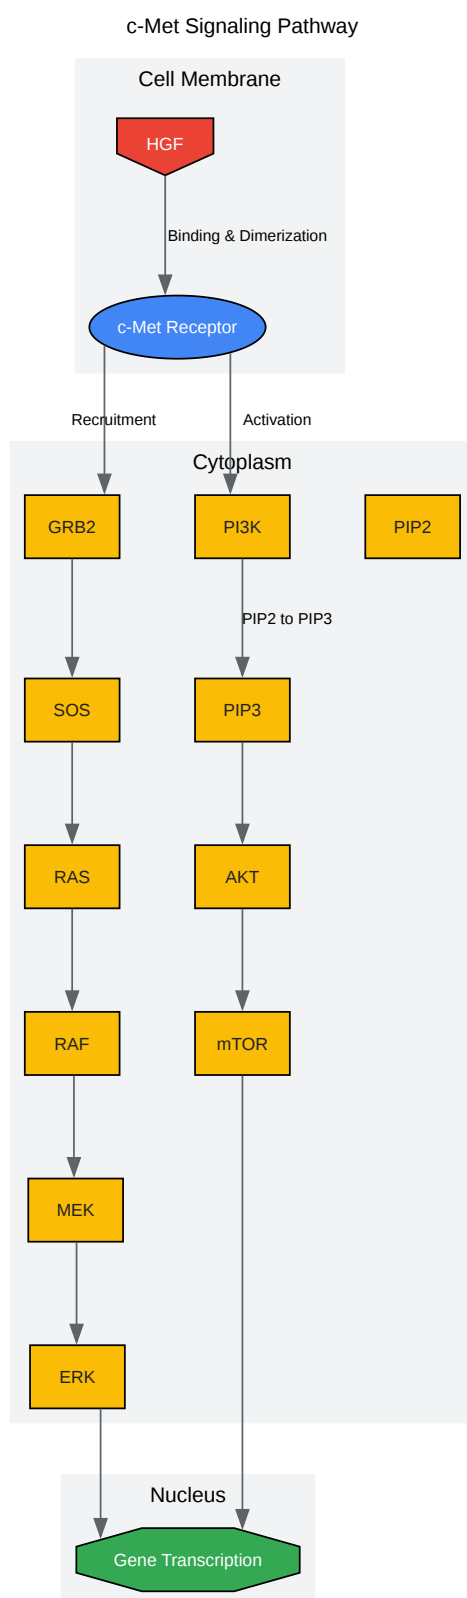 c-Met Signaling Pathway
Cell Membrane
HGF
Binding & Dimerization
c-Met Receptor
Recruitment
Activation
Cytoplasm
GRB2
PI3K
PIP2
PIP2 to PIP3
SOS
PIP3
RAS
AKT
RAF
mTOR
MEK
ERK
Nucleus
Gene Transcription